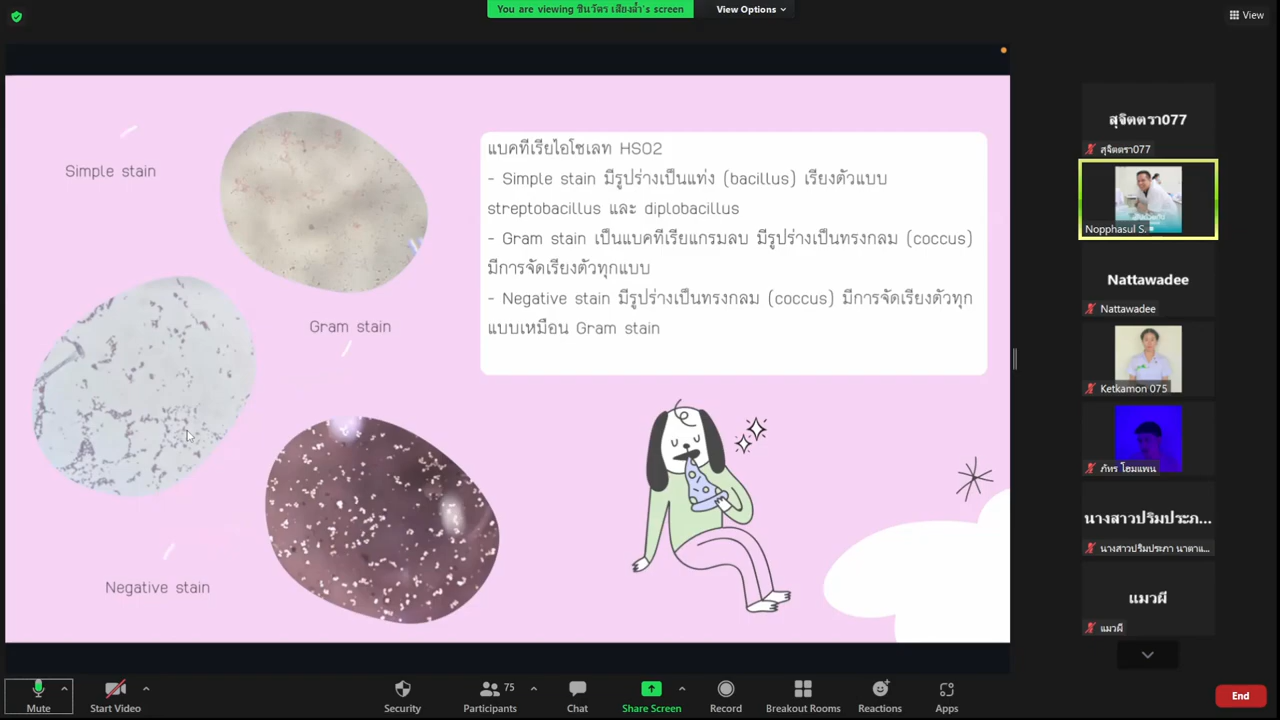 You are viewing ชินวัตร เสียงล้ำ's screen
View Options
View
Simple stain
Gram stain
Negative stain
แบคทีเรียไอโซเลท HS02
- Simple stain มีรูปร่างเป็นแท่ง (bacillus) เรียงตัวแบบ
streptobacillus และ diplobacillus
- Gram stain เป็นแบคทีเรียแกรมลบ มีรูปร่างเป็นทรงกลม (coccus)
มีการจัดเรียงตัวทุกแบบ
- Negative stain มีรูปร่างเป็นทรงกลม (coccus) มีการจัดเรียงตัวทุก
แบบเหมือน Gram stain
สุจิตตรา077
สุจิตตรา077
Nopphasul S.
Nattawadee
Nattawadee
Ketkamon 075
ภัทร โฮมแพน
นางสาวปริมประภ...
นางสาวปริมประภา นาตาแ...
แมวผี
แมวผี
Mute
Start Video
Security
75
Participants
Chat
Share Screen
Record
Breakout Rooms
Reactions
Apps
End